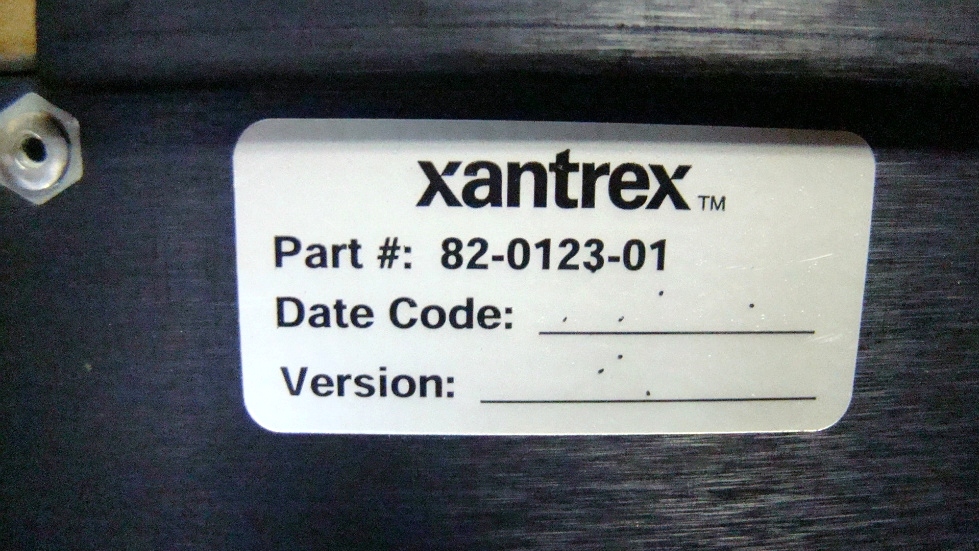 xantrex™
Part #: 82-0123-01
Date Code:
Version: